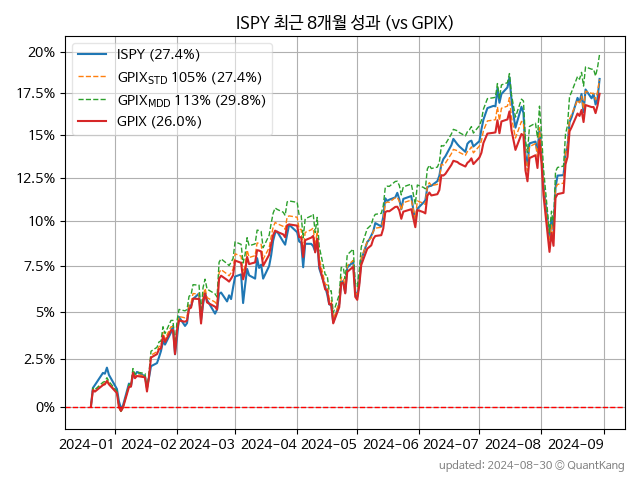 ISPY 최근 8개월 성과 (vs GPIX)
ISPY (27.4%)
GPIX_STD 105% (27.4%)
GPIX_MDD 113% (29.8%)
GPIX (26.0%)
20%
17.5%
15%
12.5%
10%
7.5%
5%
2.5%
0%
2024-01 2024-02 2024-03 2024-04 2024-05 2024-06 2024-07 2024-08 2024-09
updated: 2024-08-30 © QuantKang